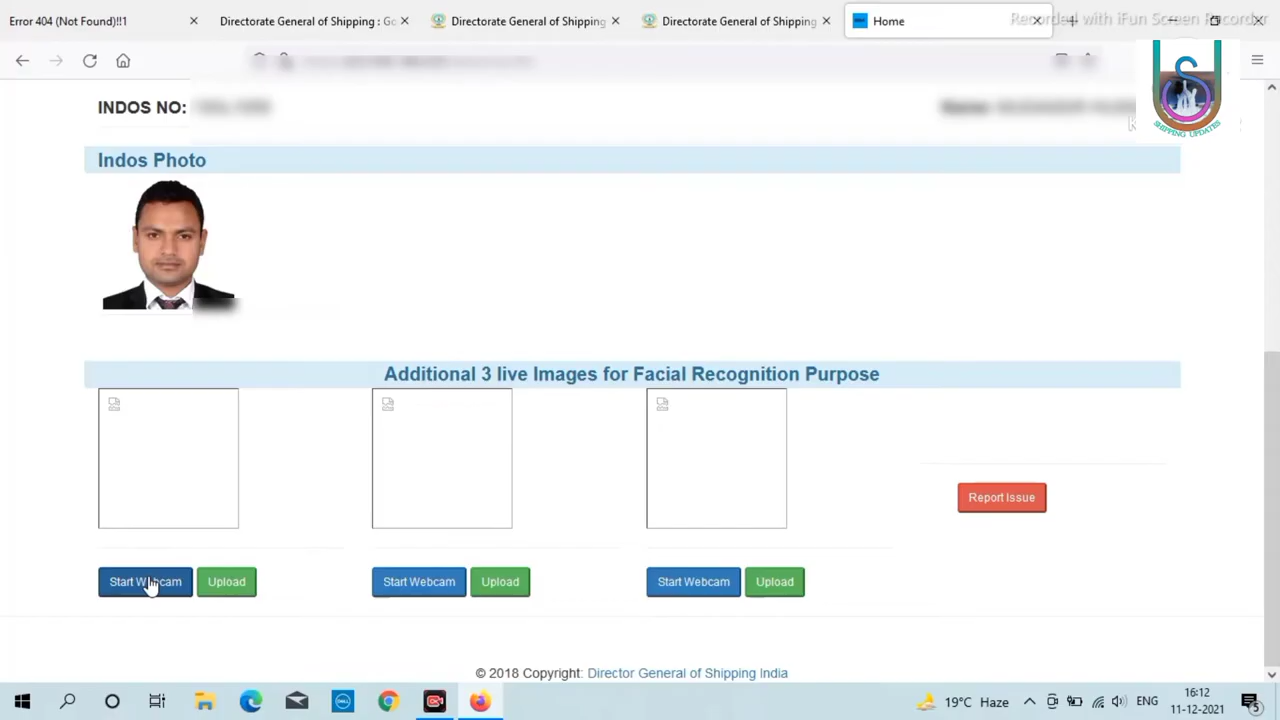 Error 404 (Not Found)!!1
Directorate General of Shipping : Go
Directorate General of Shipping
Directorate General of Shipping
Home
Recorded with iFun Screen Recorder
SHIPPING UPDATES
INDOS NO:
Indos Photo
Additional 3 live Images for Facial Recognition Purpose
Report Issue
Start Webcam Upload
Start Webcam Upload
Start Webcam Upload
© 2018 Copyright: Director General of Shipping India
DELL
19°C Haze
ENG
16:12
11-12-2021
5